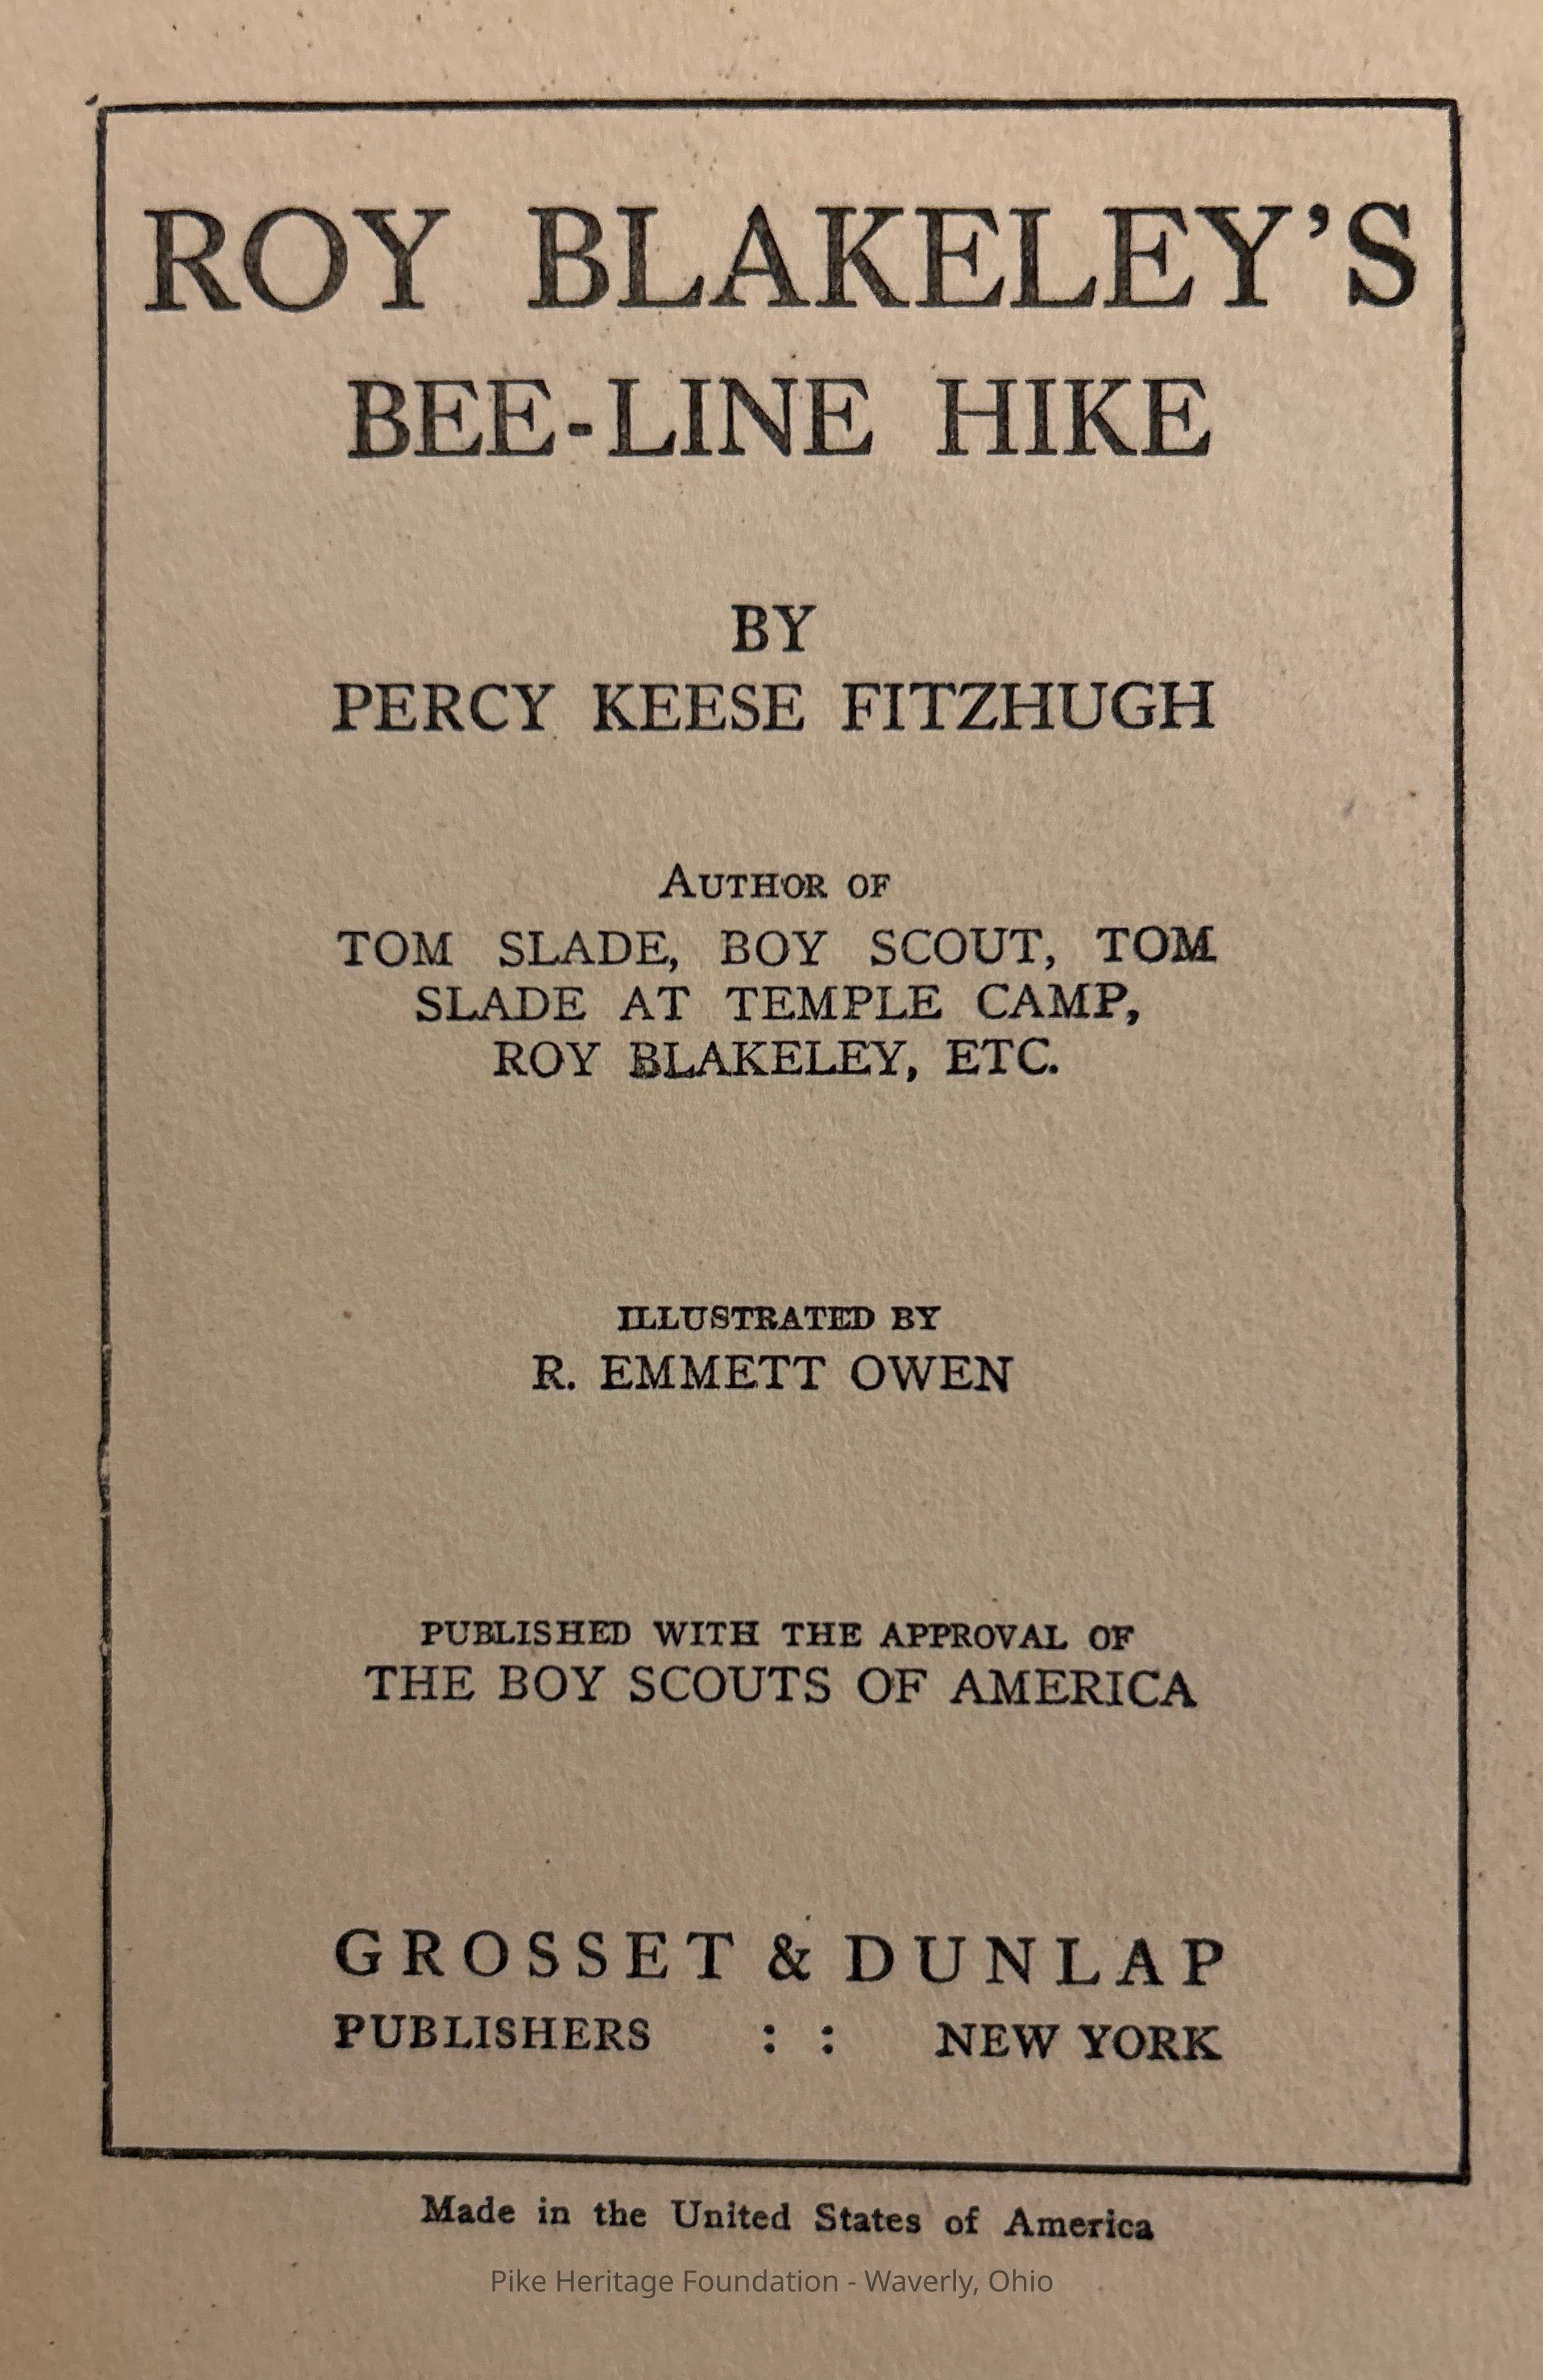 ROY BLAKELEY'S
BEE-LINE HIKE
BY
PERCY KEESE FITZHUGH
AUTHOR OF
TOM SLADE, BOY SCOUT, TOM
SLADE AT TEMPLE CAMP,
ROY BLAKELEY, ETC.
ILLUSTRATED BY
R. EMMETT OWEN
PUBLISHED WITH THE APPROVAL OF
THE BOY SCOUTS OF AMERICA
GROSSET & DUNLAP
PUBLISHERS : : NEW YORK
Made in the United States of America
Pike Heritage Foundation - Waverly, Ohio